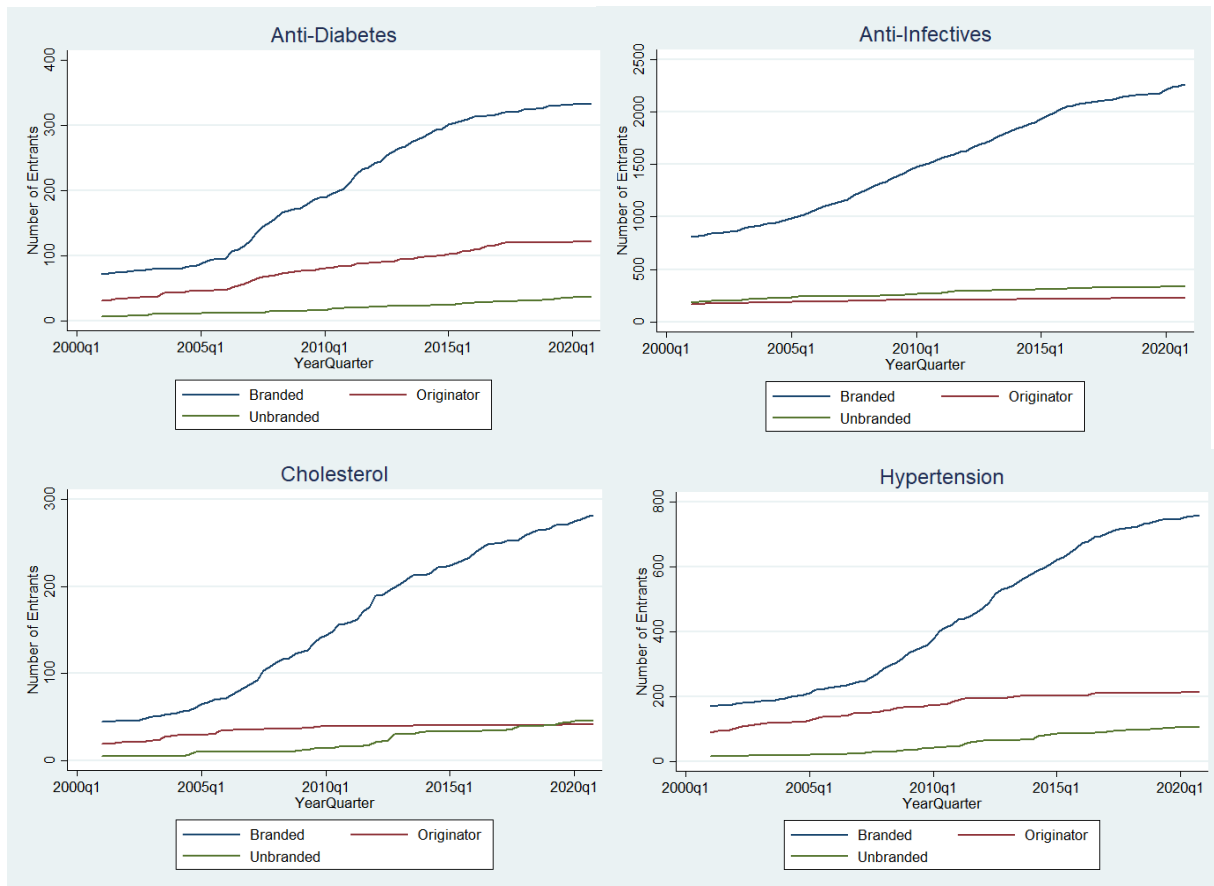 Anti-Diabetes
Number of Entrants
400
300
200
100
0
2000q1 2005q1 2010q1 2015q1 2020q1
YearQuarter
Branded Originator
Unbranded
Anti-Infectives
Number of Entrants
2500
2000
1500
1000
500
0
2000q1 2005q1 2010q1 2015q1 2020q1
YearQuarter
Branded Originator
Unbranded
Cholesterol
Number of Entrants
300
200
100
0
2000q1 2005q1 2010q1 2015q1 2020q1
YearQuarter
Branded Originator
Unbranded
Hypertension
Number of Entrants
800
600
400
200
0
2000q1 2005q1 2010q1 2015q1 2020q1
YearQuarter
Branded Originator
Unbranded